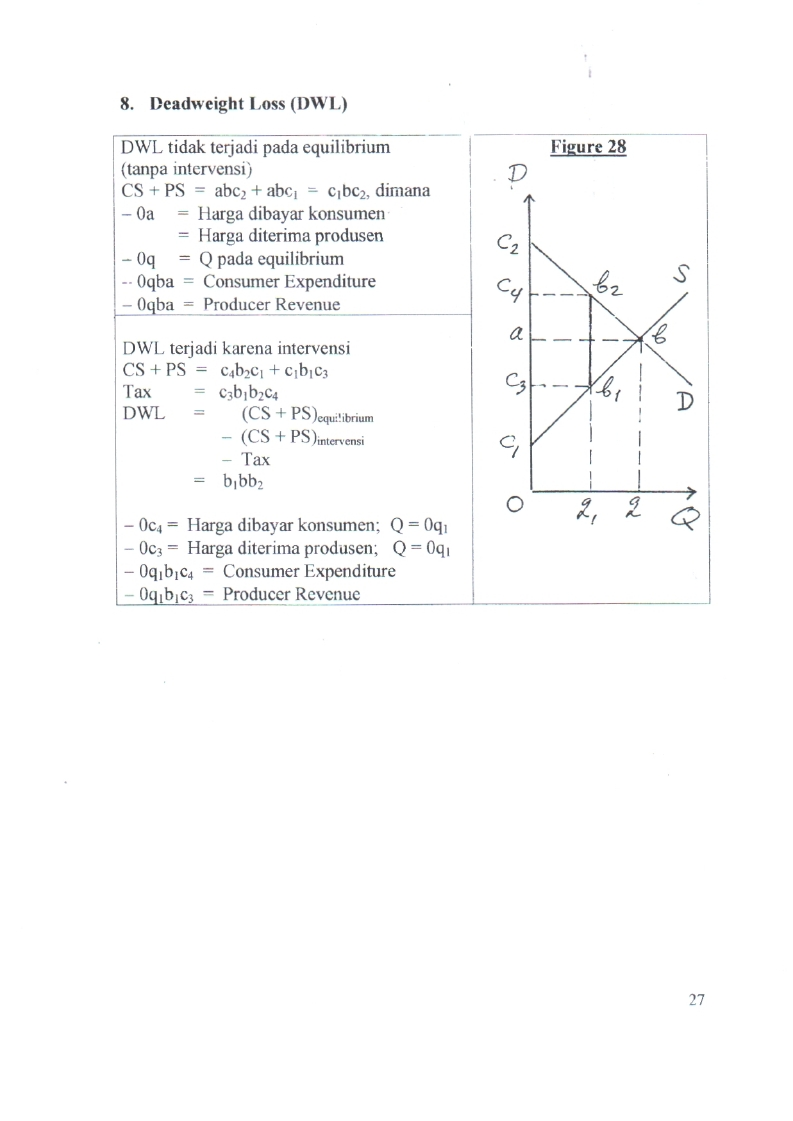 8. Deadweight Loss (DWL)
DWL tidak terjadi pada equilibrium
(tanpa intervensi)
CS + PS = abc₂ + abc₁ = c₁bc₂, dimana
– 0a = Harga dibayar konsumen
= Harga diterima produsen
– 0q = Q pada equilibrium
-- 0qba = Consumer Expenditure
– 0qba = Producer Revenue
DWL terjadi karena intervensi
CS + PS = c₄b₂c₁ + c₁b₁c₃
Tax = c₃b₁b₂c₄
DWL = (CS + PS)equilibrium
– (CS + PS)intervensi
– Tax
= b₁bb₂
– 0c₄ = Harga dibayar konsumen; Q = 0q₁
– 0c₃ = Harga diterima produsen; Q = 0q₁
– 0q₁b₁c₄ = Consumer Expenditure
– 0q₁b₁c₃ = Producer Revenue
Figure 28
D
C₂
S
C₄
b₂
a
b
C₃
b₁
D
C₁
O
q₁
q
Q
27